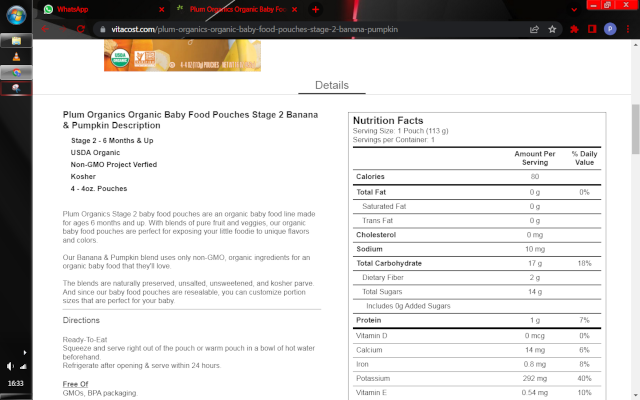 WhatsApp
Plum Organics Organic Baby Foo
vitacost.com/plum-organics-organic-baby-food-pouches-stage-2-banana-pumpkin
P
USDA
ORGANIC
NON
GMO
4-4 OZ (113g) POUCHES
Details
Plum Organics Organic Baby Food Pouches Stage 2 Banana
& Pumpkin Description
Stage 2 - 6 Months & Up
USDA Organic
Non-GMO Project Verfied
Kosher
4 - 4oz. Pouches
Plum Organics Stage 2 baby food pouches are an organic baby food line made
for ages 6 months and up. With blends of pure fruit and veggies, our organic
baby food pouches are perfect for exposing your little foodie to unique flavors
and colors.
Our Banana & Pumpkin blend uses only non-GMO, organic ingredients for an
organic baby food that they'll love.
The blends are naturally preserved, unsalted, unsweetened, and kosher parve
And since our baby food pouches are resealable, you can customize portion
sizes that are perfect for your baby.
Directions
Ready-To-Eat
Squeeze and serve right out of the pouch or warm pouch in a bowl of hot water
beforehand.
Refrigerate after opening & serve within 24 hours.
Free Of
GMOs, BPA packaging.
Nutrition Facts
Serving Size: 1 Pouch (113 g)
Servings per Container: 1
Amount Per Serving % Daily Value
Calories 80
Total Fat 0 g 0%
Saturated Fat 0 g
Trans Fat 0 g
Cholesterol 0 mg
Sodium 10 mg
Total Carbohydrate 17 g 18%
Dietary Fiber 2 g
Total Sugars 14 g
Includes 0g Added Sugars
Protein 1 g 7%
Vitamin D 0 mcg 0%
Calcium 14 mg 6%
Iron 0.8 mg 8%
Potassium 292 mg 40%
Vitamin E 0.54 mg 10%
16:33